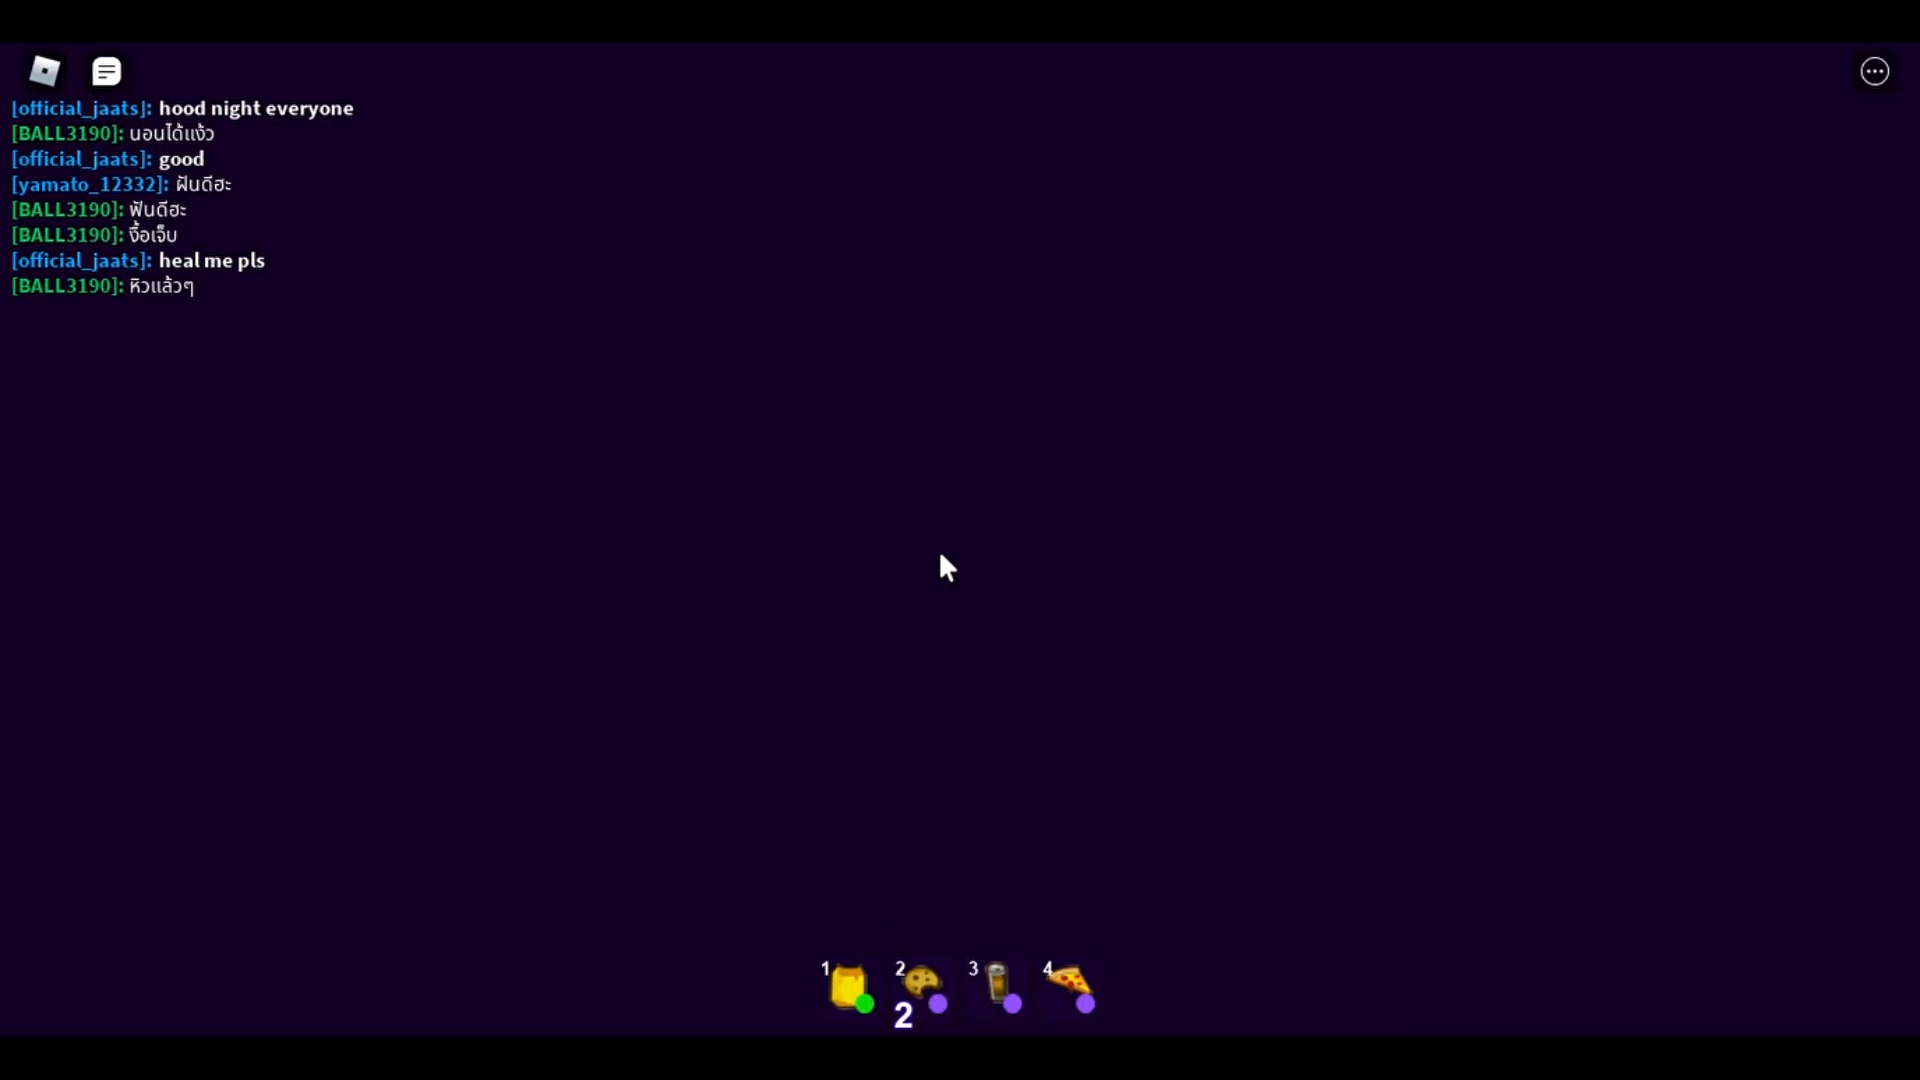 [official_jaats]: hood night everyone
[BALL3190]: นอนได้แง้ว
[official_jaats]: good
[yamato_12332]: ฝันดีฮะ
[BALL3190]: ฟันดีฮะ
[BALL3190]: งื้อเจ็บ
[official_jaats]: heal me pls
[BALL3190]: หิวแล้วๆ
1 2 3 4
2